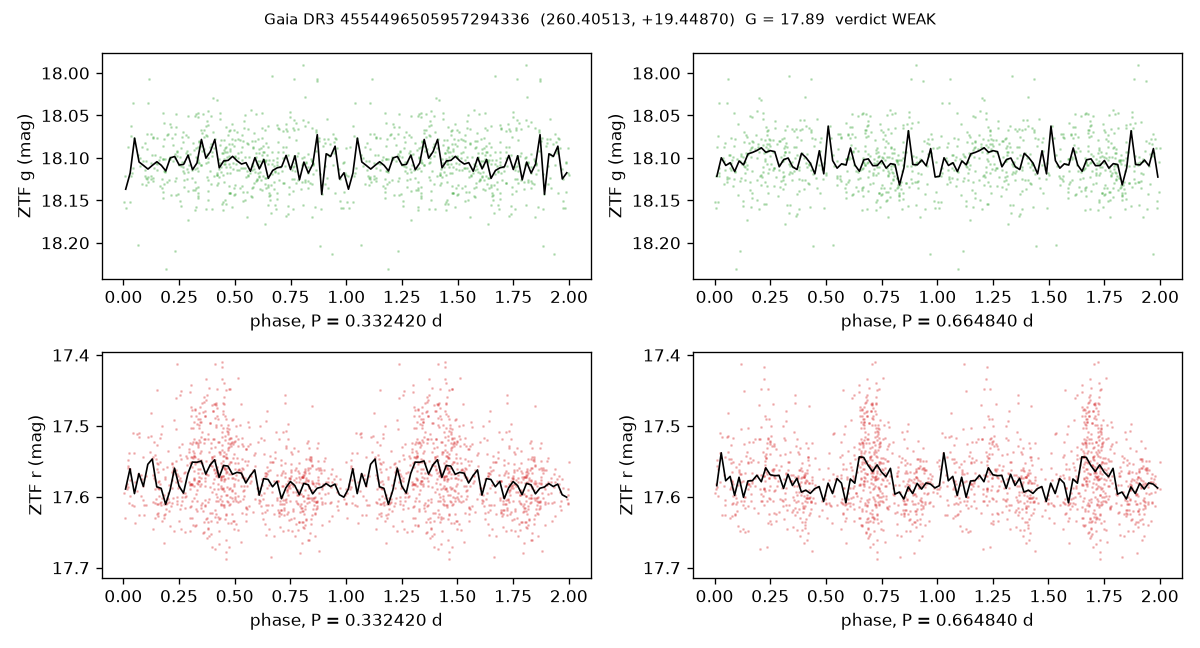 Gaia DR3 4554496505957294336 (260.40513, +19.44870) G = 17.89 verdict WEAK
ZTF g (mag)
18.00
18.05
18.10
18.15
18.20
0.00 0.25 0.50 0.75 1.00 1.25 1.50 1.75 2.00
phase, P = 0.332420 d
ZTF g (mag)
18.00
18.05
18.10
18.15
18.20
0.00 0.25 0.50 0.75 1.00 1.25 1.50 1.75 2.00
phase, P = 0.664840 d
ZTF r (mag)
17.4
17.5
17.6
17.7
0.00 0.25 0.50 0.75 1.00 1.25 1.50 1.75 2.00
phase, P = 0.332420 d
ZTF r (mag)
17.4
17.5
17.6
17.7
0.00 0.25 0.50 0.75 1.00 1.25 1.50 1.75 2.00
phase, P = 0.664840 d